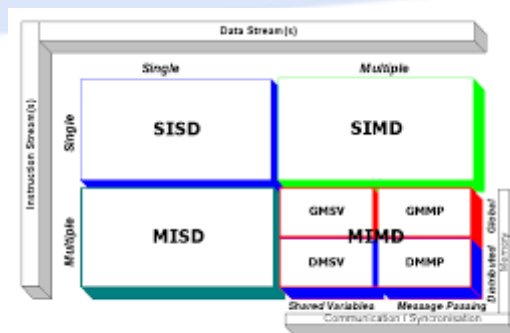 Data Stream(s)
Single
Multiple
Instruction Stream(s)
Single
SISD
SIMD
Multiple
MISD
MIMD
GMSV
GMMP
DMSV
DMMP
Global
Distributed
Memory
Shared Variables
Message Passing
Communication / Syncronisation